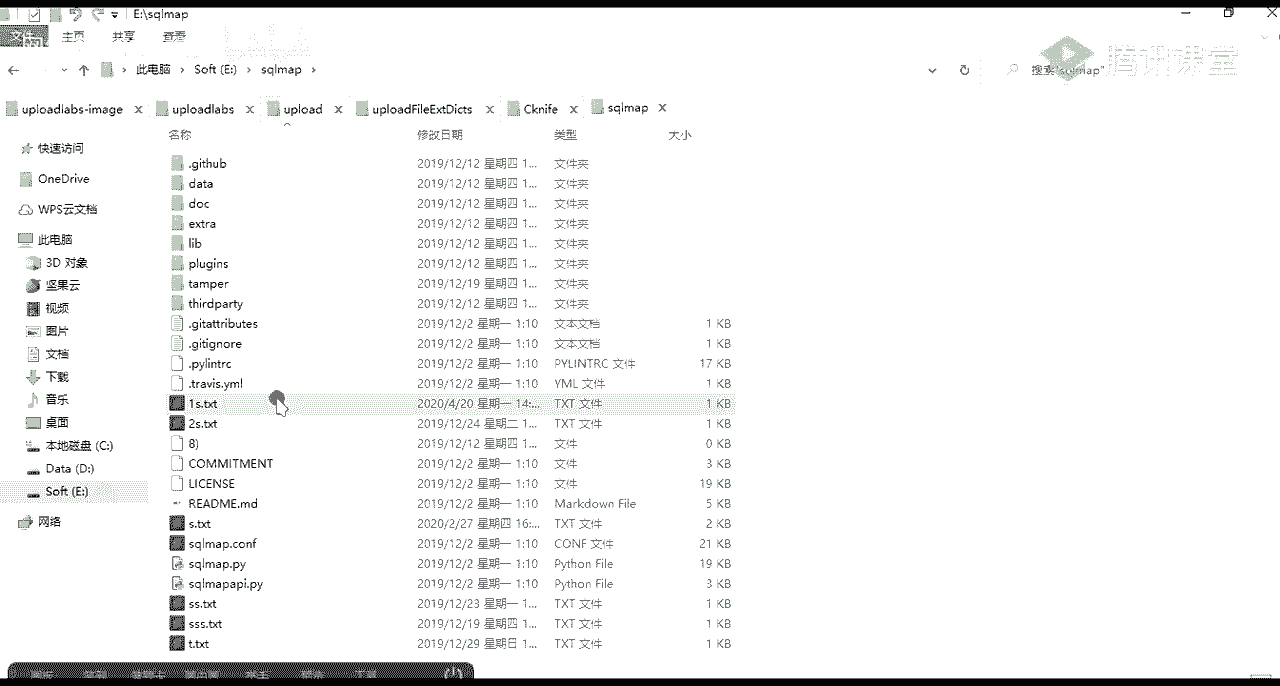 E:\sqlmap
文件 主页 共享 查看
此电脑 › Soft (E:) › sqlmap ›
搜索"sqlmap"
腾讯课堂
uploadlabs-image uploadlabs upload uploadFileExtDicts Cknife sqlmap
名称 修改日期 类型 大小
快速访问
OneDrive
WPS云文档
此电脑
3D 对象
坚果云
视频
图片
文档
下载
音乐
桌面
本地磁盘 (C:)
Data (D:)
Soft (E:)
网络
.github 2019/12/12 星期四 1... 文件夹
data 2019/12/12 星期四 1... 文件夹
doc 2019/12/12 星期四 1... 文件夹
extra 2019/12/12 星期四 1... 文件夹
lib 2019/12/12 星期四 1... 文件夹
plugins 2019/12/12 星期四 1... 文件夹
tamper 2019/12/19 星期四 1... 文件夹
thirdparty 2019/12/12 星期四 1... 文件夹
.gitattributes 2019/12/2 星期一 1:10 文本文档 1 KB
.gitignore 2019/12/2 星期一 1:10 文本文档 1 KB
.pylintrc 2019/12/2 星期一 1:10 PYLINTRC 文件 17 KB
.travis.yml 2019/12/2 星期一 1:10 YML 文件 1 KB
1s.txt 2020/4/20 星期一 14:... TXT 文件 1 KB
2s.txt 2019/12/24 星期二 1... TXT 文件 1 KB
8) 2019/12/12 星期四 1... 文件 0 KB
COMMITMENT 2019/12/2 星期一 1:10 文件 3 KB
LICENSE 2019/12/2 星期一 1:10 文件 19 KB
README.md 2019/12/2 星期一 1:10 Markdown File 5 KB
s.txt 2020/2/27 星期四 16:... TXT 文件 2 KB
sqlmap.conf 2019/12/2 星期一 1:10 CONF 文件 21 KB
sqlmap.py 2019/12/2 星期一 1:10 Python File 19 KB
sqlmapapi.py 2019/12/2 星期一 1:10 Python File 3 KB
ss.txt 2019/12/23 星期一 1... TXT 文件 1 KB
sss.txt 2019/12/19 星期四 1... TXT 文件 1 KB
t.txt 2019/12/29 星期日 1... TXT 文件 1 KB